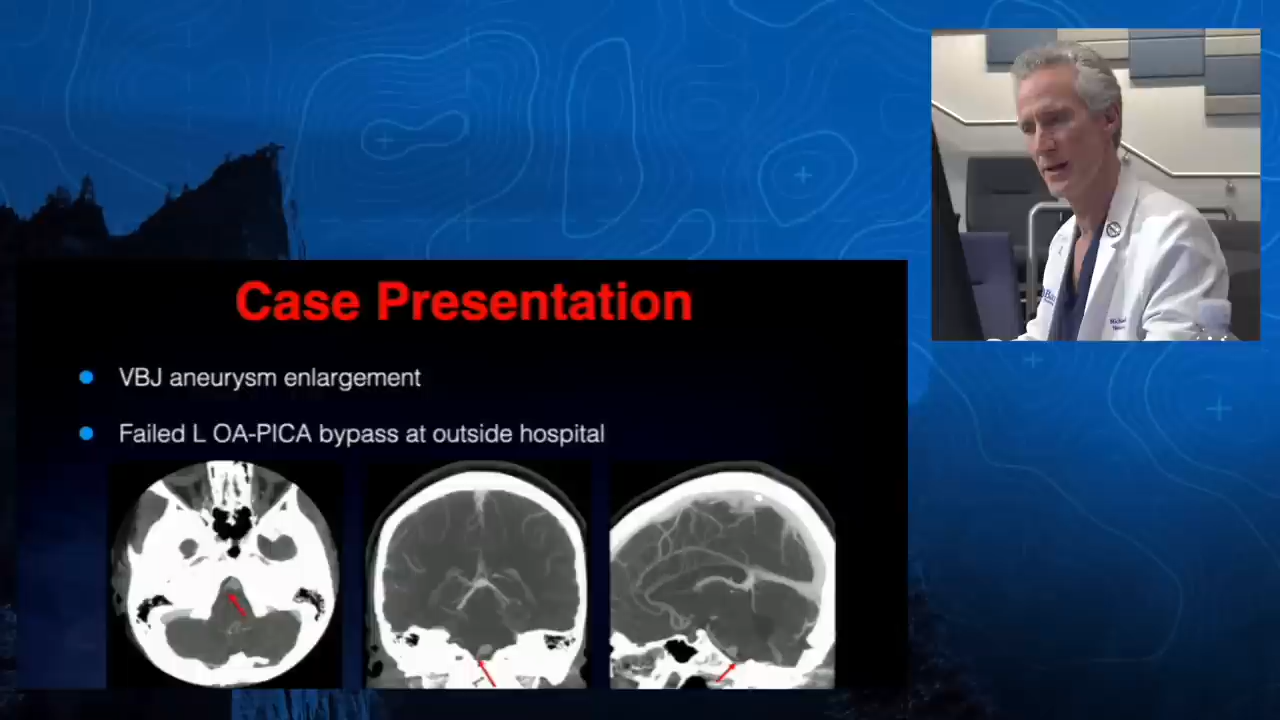 Case Presentation
VBJ aneurysm enlargement
Failed L OA-PICA bypass at outside hospital